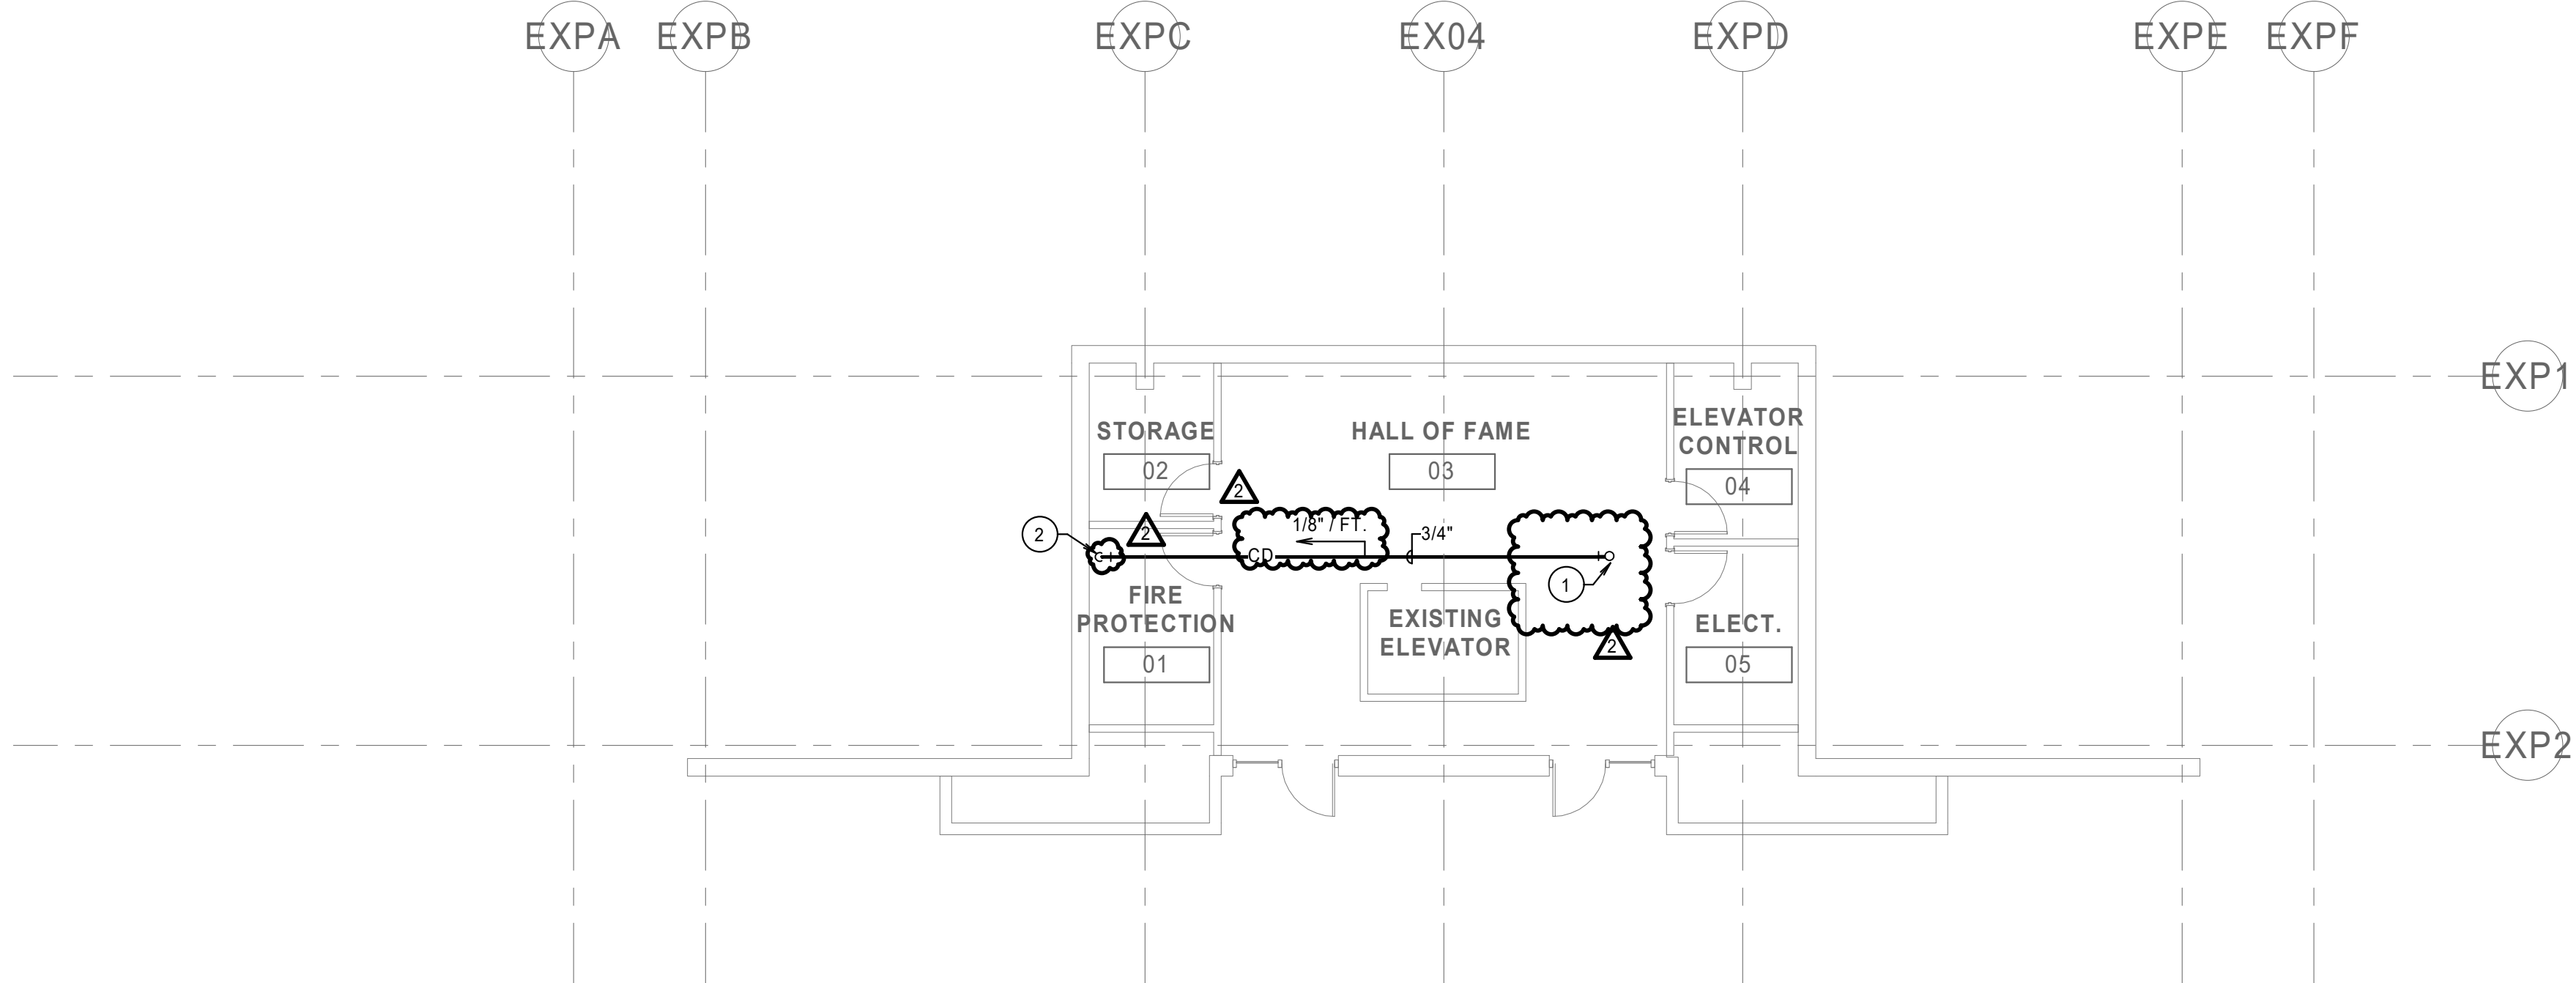 EXPA
EXPB
EXPC
EX04
EXPD
EXPE
EXPF
EXP1
STORAGE
02
HALL OF FAME
03
ELEVATOR
CONTROL
04
2
2
2
1/8" / FT.
3/4"
CD
1
FIRE
PROTECTION
01
EXISTING
ELEVATOR
2
ELECT.
05
EXP2